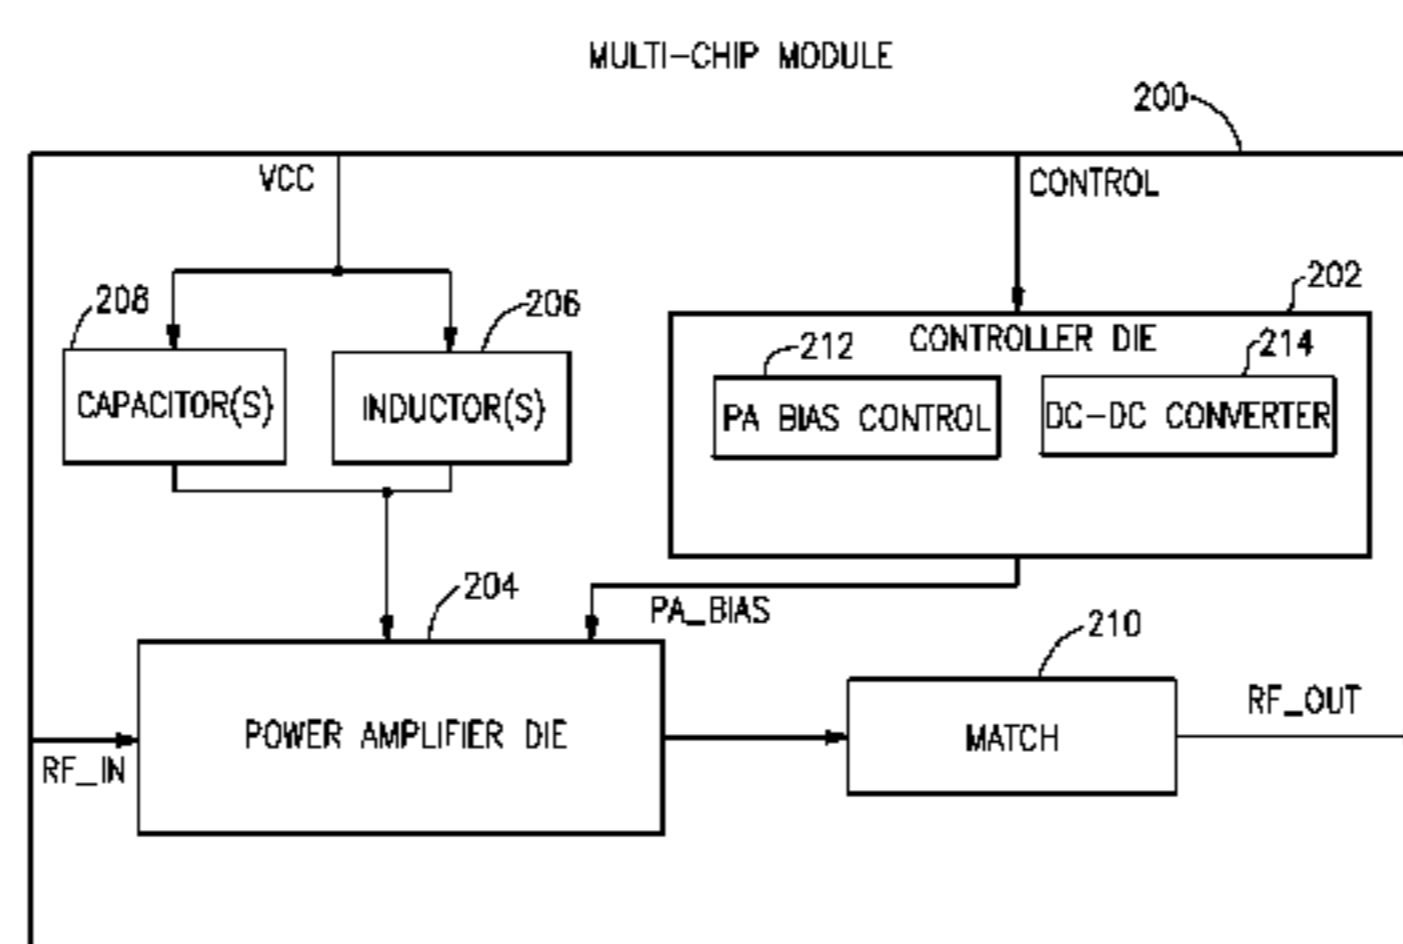 MULTI-CHIP MODULE
200
VCC
CONTROL
208
206
202
CONTROLLER DIE
212
214
CAPACITOR(S)
INDUCTOR(S)
PA BIAS CONTROL
DC-DC CONVERTER
204
PA_BIAS
210
POWER AMPLIFIER DIE
MATCH
RF_OUT
RF_IN